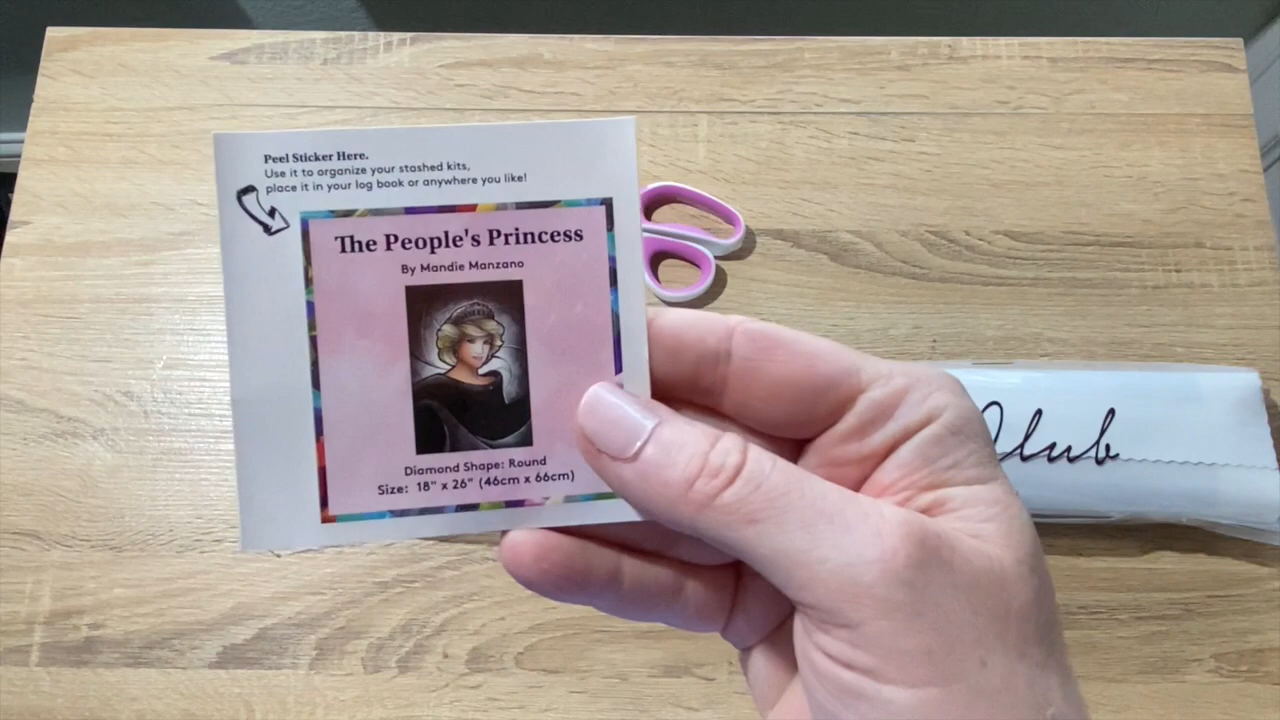 Peel Sticker Here.
Use it to organize your stashed kits,
place it in your log book or anywhere you like!
The People's Princess
By Mandie Manzano
Diamond Shape: Round
Size: 18" x 26" (46cm x 66cm)
Club